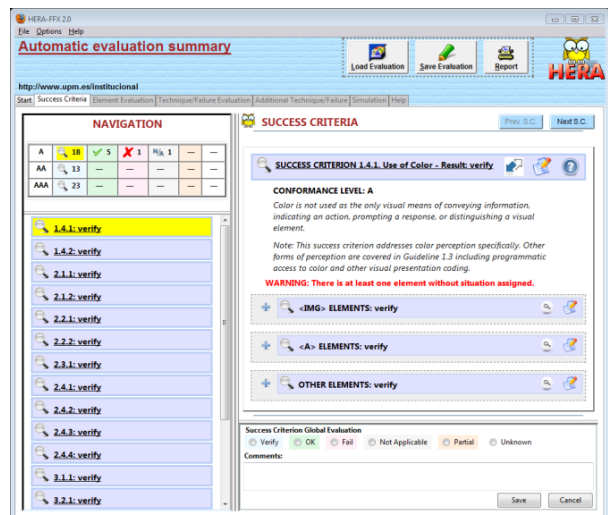 HERA-FFX 2.0
File Options Help
Automatic evaluation summary
Load Evaluation
Save Evaluation
Report
HERA
http://www.upm.es/institucional
Start Success Criteria Element Evaluation Technique/Failure Evaluation Additional Technique/Failure Simulation Help
NAVIGATION
A 18 5 1 N/A 1 — —
AA 13 — — — — —
AAA 23 — — — — —
1.4.1: verify
1.4.2: verify
2.1.1: verify
2.1.2: verify
2.2.1: verify
2.2.2: verify
2.3.1: verify
2.4.1: verify
2.4.2: verify
2.4.3: verify
2.4.4: verify
3.1.1: verify
3.2.1: verify
SUCCESS CRITERIA
Prev. S.C. Next S.C.
SUCCESS CRITERION 1.4.1. Use of Color - Result: verify
CONFORMANCE LEVEL: A
Color is not used as the only visual means of conveying information,
indicating an action, prompting a response, or distinguishing a visual
element.
Note: This success criterion addresses color perception specifically. Other
forms of perception are covered in Guideline 1.3 including programmatic
access to color and other visual presentation coding.
WARNING: There is at least one element without situation assigned.
<IMG> ELEMENTS: verify
<A> ELEMENTS: verify
OTHER ELEMENTS: verify
Success Criterion Global Evaluation
Verify OK Fail Not Applicable Partial Unknown
Comments:
Save Cancel